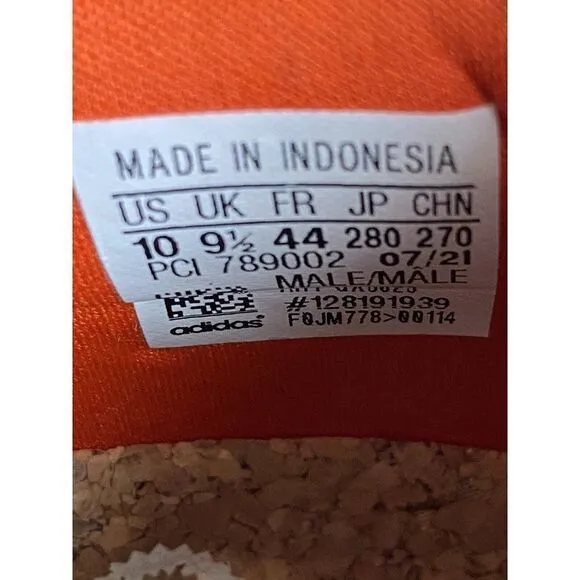 MADE IN INDONESIA
US UK FR JP CHN
10 9½ 44 280 270
PCI 789002 07/21
MALE/MÂLE
#128191939
adidas F0JM778>00114